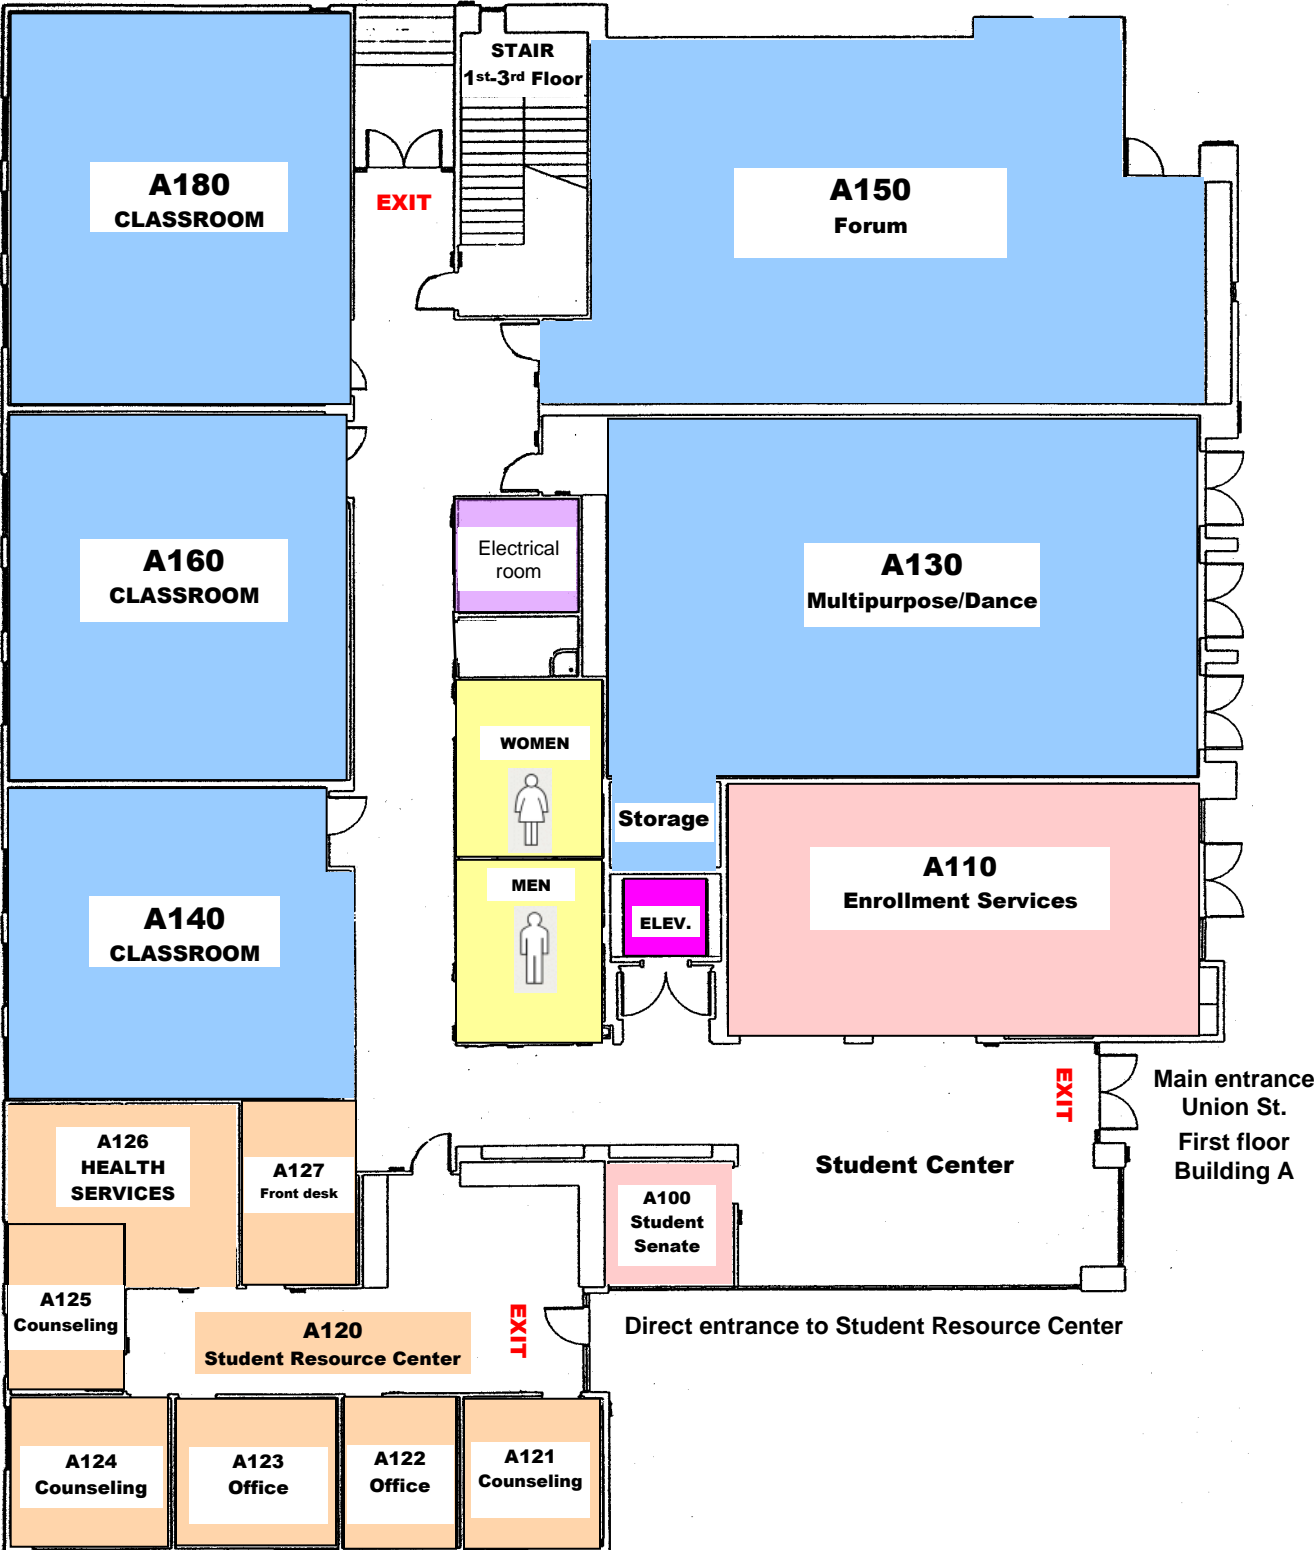 STAIR
1st-3rd Floor
A180
CLASSROOM
EXIT
A150
Forum
A160
CLASSROOM
Electrical
room
A130
Multipurpose/Dance
WOMEN
Storage
MEN
ELEV.
A110
Enrollment Services
A140
CLASSROOM
EXIT
Main entrance
Union St.
First floor
Building A
A126
HEALTH
SERVICES
A127
Front desk
Student Center
A100
Student
Senate
A125
Counseling
A120
Student Resource Center
EXIT
Direct entrance to Student Resource Center
A124
Counseling
A123
Office
A122
Office
A121
Counseling